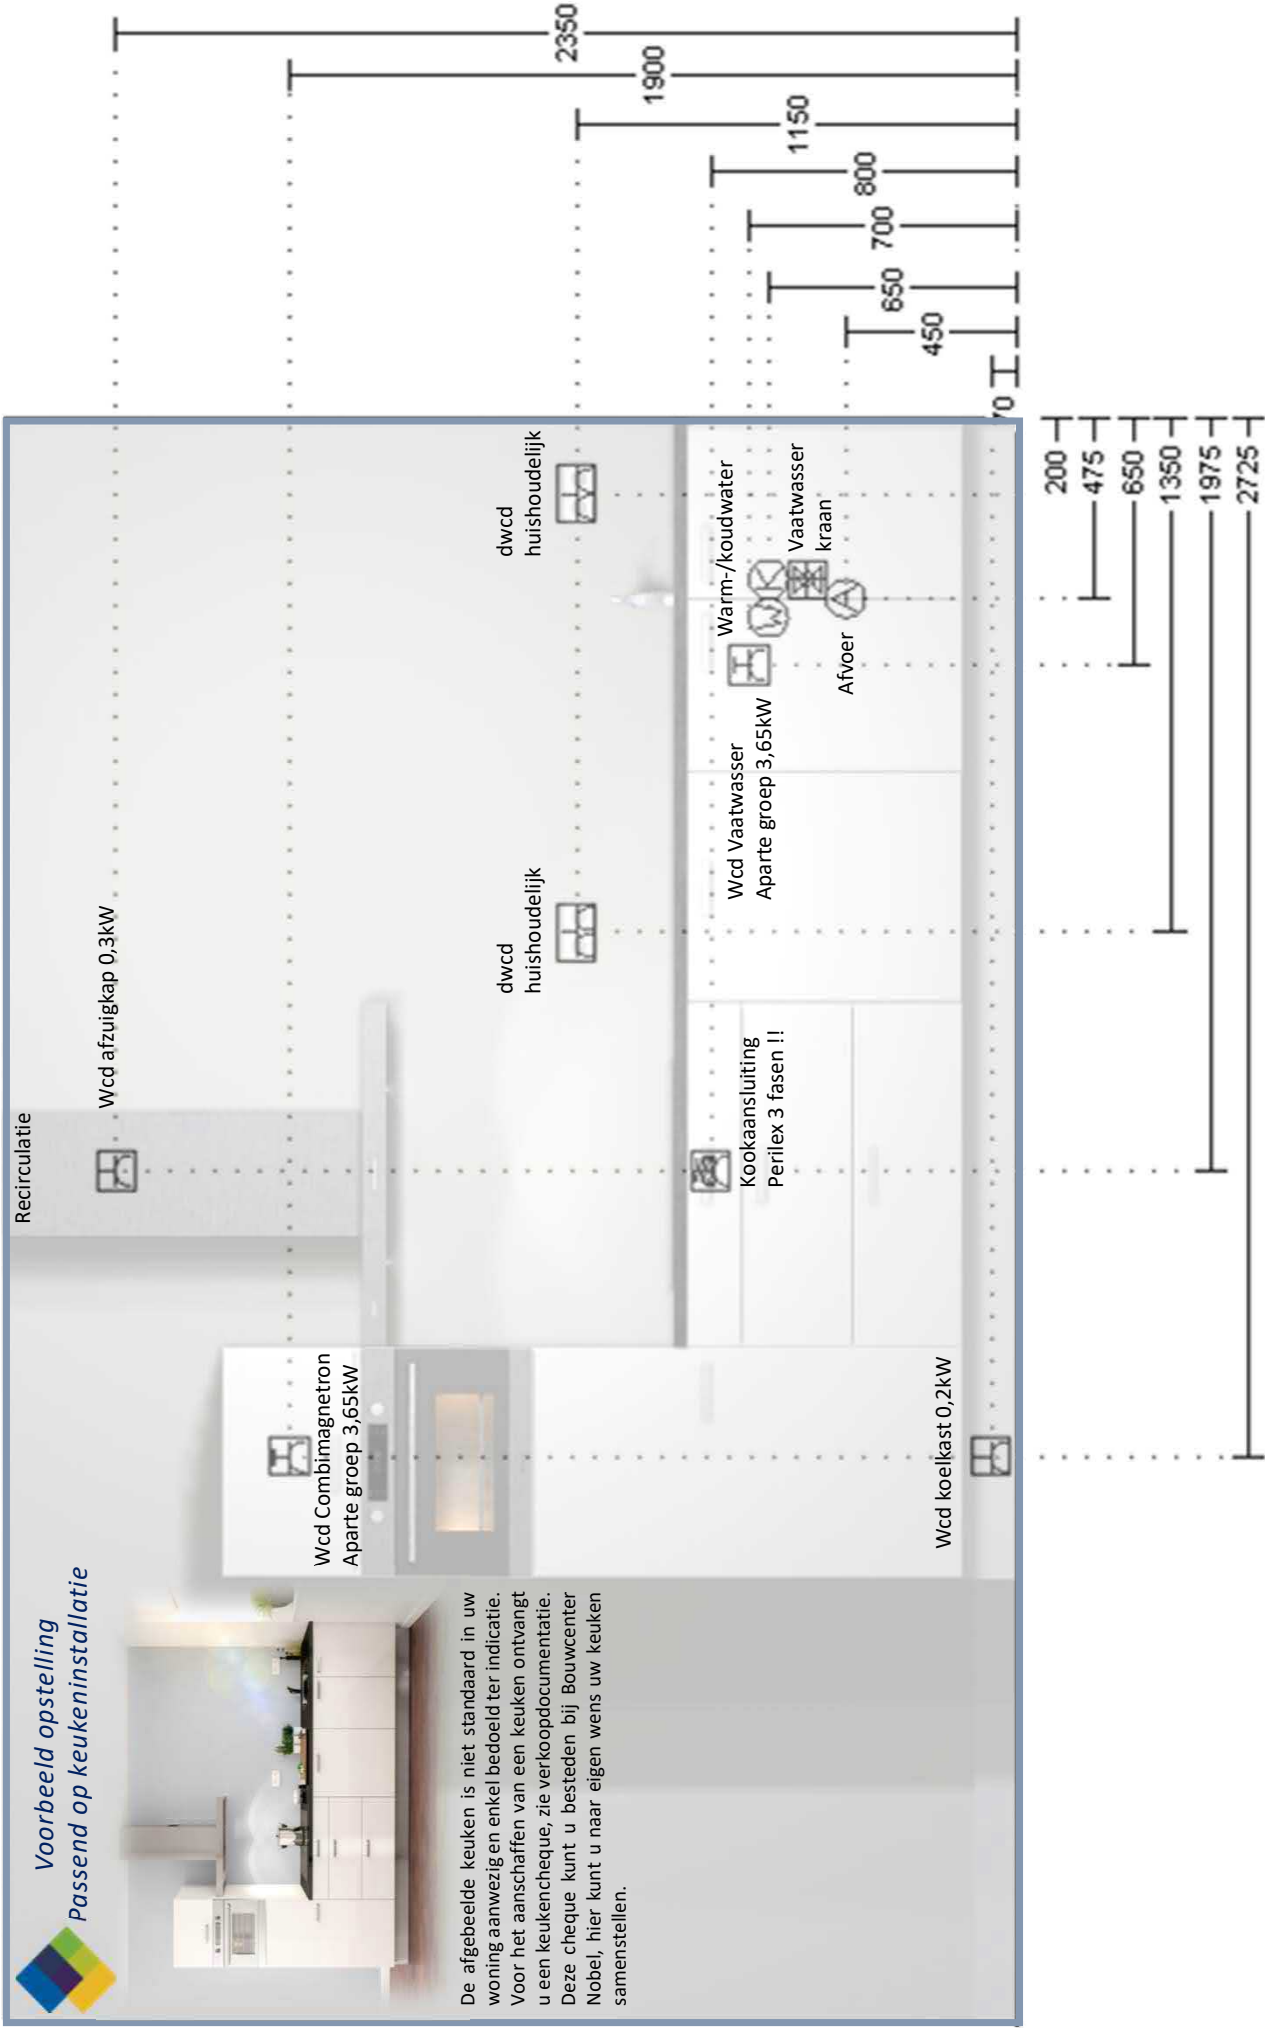 Voorbeeld opstelling
Passend op keukeninstallatie
De afgebeelde keuken is niet standaard in uw
woning aanwezig en enkel bedoeld ter indicatie.
Voor het aanschaffen van een keuken ontvangt
u een keukencheque, zie verkoopdocumentatie.
Deze cheque kunt u besteden bij Bouwcenter
Nobel, hier kunt u naar eigen wens uw keuken
samenstellen.
Recirculatie
Wcd afzuigkap 0,3kW
Wcd Combimagnetron
Aparte groep 3,65kW
dwcd
huishoudelijk
dwcd
huishoudelijk
Warm-/koudwater
W
K
Vaatwasser
kraan
A
Afvoer
Wcd Vaatwasser
Aparte groep 3,65kW
Kookaansluiting
Perilex 3 fasen !!
Wcd koelkast 0,2kW
2350
1900
1150
800
700
650
450
70
200
475
650
1350
1975
2725